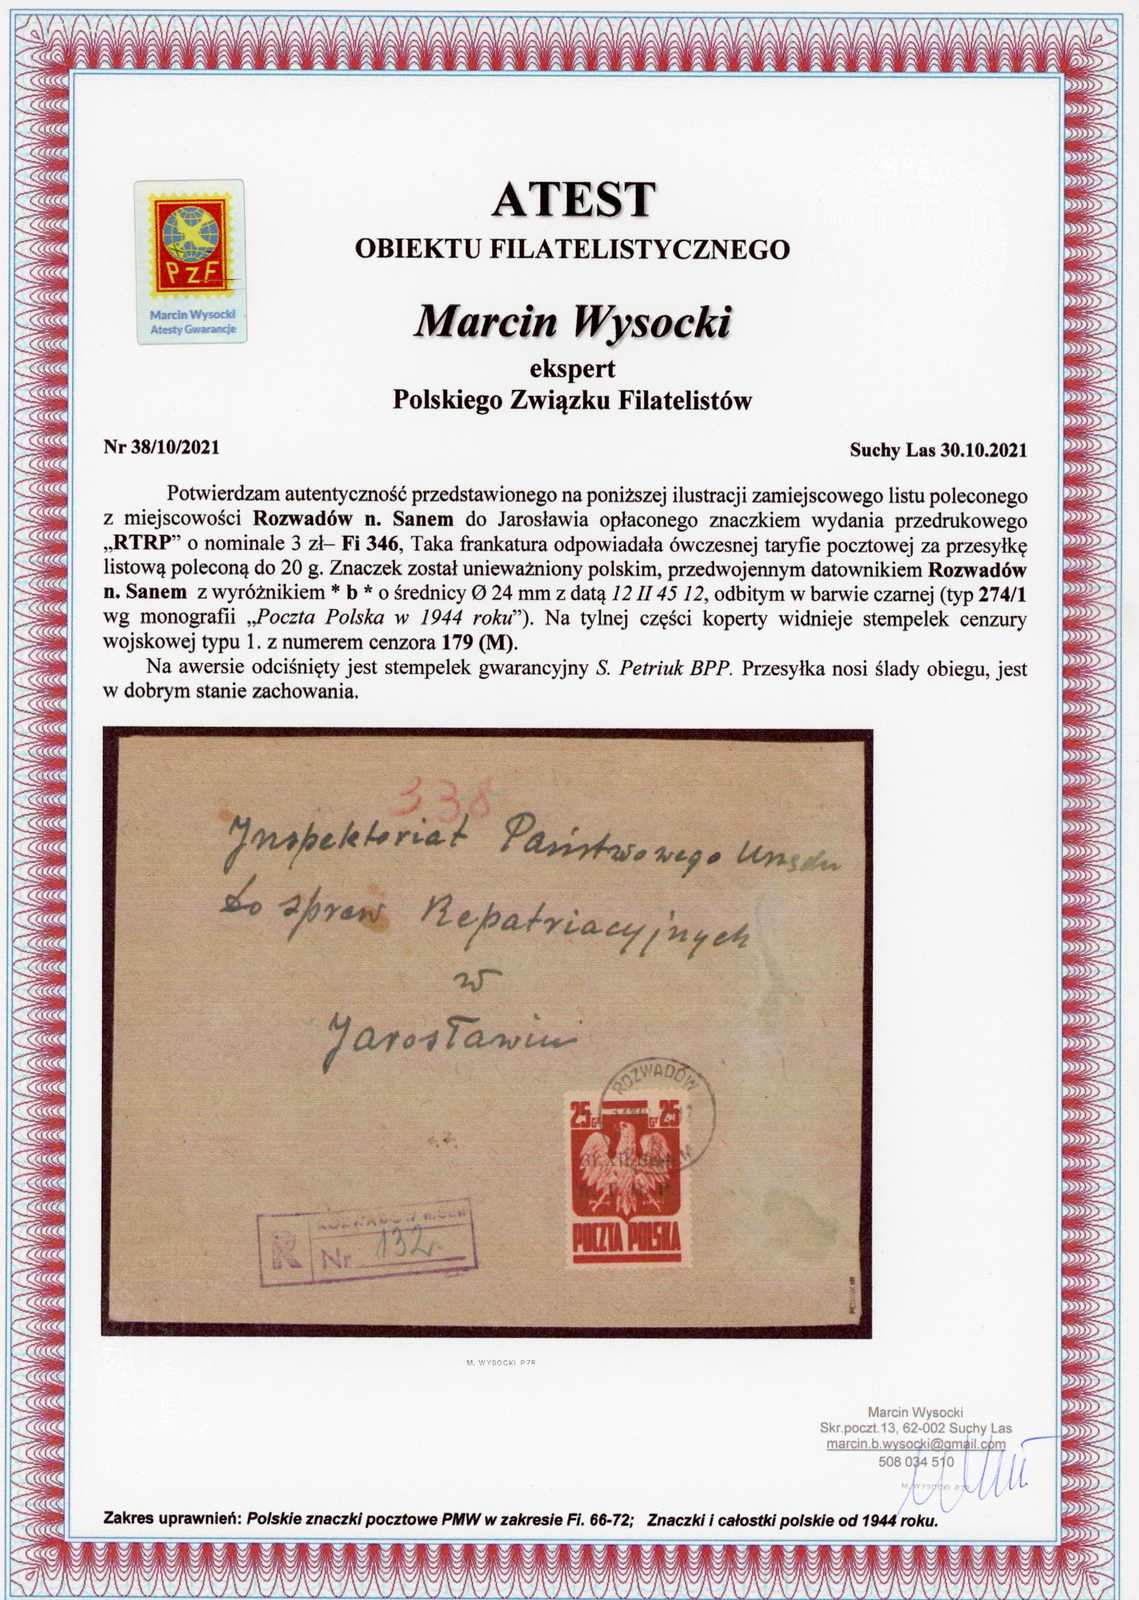 ATEST
OBIEKTU FILATELISTYCZNEGO
PZF
Marcin Wysocki
Atesty Gwarancje
Marcin Wysocki
ekspert
Polskiego Związku Filatelistów
Nr 38/10/2021
Suchy Las 30.10.2021
Potwierdzam autentyczność przedstawionego na poniższej ilustracji zamiejscowego listu poleconego
z miejscowości Rozwadów n. Sanem do Jarosławia opłaconego znaczkiem wydania przedrukowego
„RTRP” o nominale 3 zł– Fi 346, Taka frankatura odpowiadała ówczesnej taryfie pocztowej za przesyłkę
listową poleconą do 20 g. Znaczek został unieważniony polskim, przedwojennym datownikiem Rozwadów
n. Sanem z wyróżnikiem * b * o średnicy Ø 24 mm z datą 12 II 45 12, odbitym w barwie czarnej (typ 274/1
wg monografii „Poczta Polska w 1944 roku”). Na tylnej części koperty widnieje stempelek cenzury
wojskowej typu 1. z numerem cenzora 179 (M).
Na awersie odciśnięty jest stempelek gwarancyjny S. Petriuk BPP. Przesyłka nosi ślady obiegu, jest
w dobrym stanie zachowania.
338
Inspektoriat Państwowego Urzędu
do spraw Repatriacyjnych
w
Jarosławiu
ROZWADÓW
25 gr gr 25
POCZTA POLSKA
R
Nr 132
M. WYSOCKI PZF
Marcin Wysocki
Skr.poczt.13, 62-002 Suchy Las
marcin.b.wysocki@gmail.com
508 034 510
M. WYSOCKI PZF
Zakres uprawnień: Polskie znaczki pocztowe PMW w zakresie Fi. 66-72; Znaczki i całostki polskie od 1944 roku.